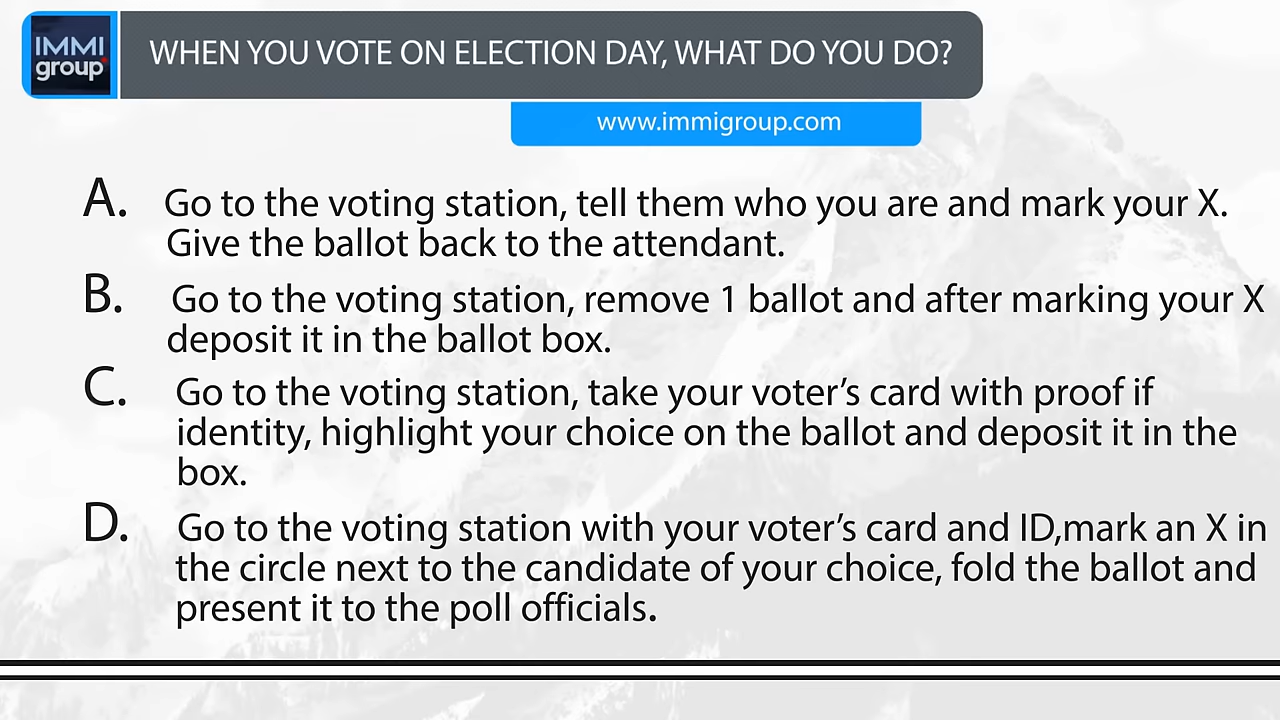 IMMI
group
WHEN YOU VOTE ON ELECTION DAY, WHAT DO YOU DO?
www.immigroup.com
A. Go to the voting station, tell them who you are and mark your X.
Give the ballot back to the attendant.
B. Go to the voting station, remove 1 ballot and after marking your X
deposit it in the ballot box.
C. Go to the voting station, take your voter’s card with proof if
identity, highlight your choice on the ballot and deposit it in the
box.
D. Go to the voting station with your voter’s card and ID,mark an X in
the circle next to the candidate of your choice, fold the ballot and
present it to the poll officials.